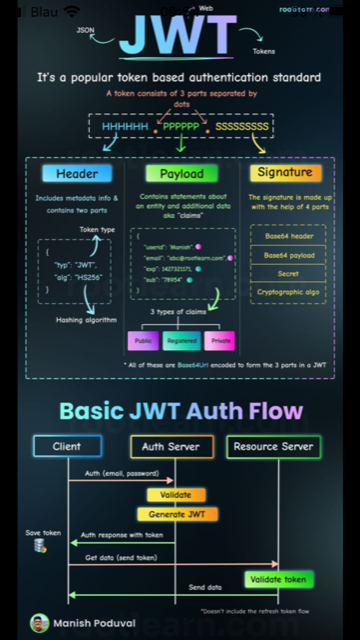 Blau
Web
rootlearn.com
JSON
JWT
Tokens
It's a popular token based authentication standard
A token consists of 3 parts separated by
dots
HHHHHH . PPPPPP . SSSSSSSSS
Header
Payload
Signature
Includes metadata info &
contains two parts
Contains statements about
an entity and additional data
aka "claims"
The signature is made up
with the help of 4 parts
Token type
{
"typ": "JWT",
"alg": "HS256"
}
Hashing algorithm
{
"userid": "Manish"
"email": "abc@rootlearn.com",
"exp": 1427321171,
"sub": "78954"
}
3 types of claims
Public
Registered
Private
Base64 header
Base64 payload
Secret
Cryptographic algo
* All of these are Base64Url encoded to form the 3 parts in a JWT
Basic JWT Auth Flow
Client
Auth Server
Resource Server
Auth (email, password)
Validate
Generate JWT
Save token
Auth response with token
Get data (send token)
Validate token
Send data
*Doesn't include the refresh token flow
Manish Poduval